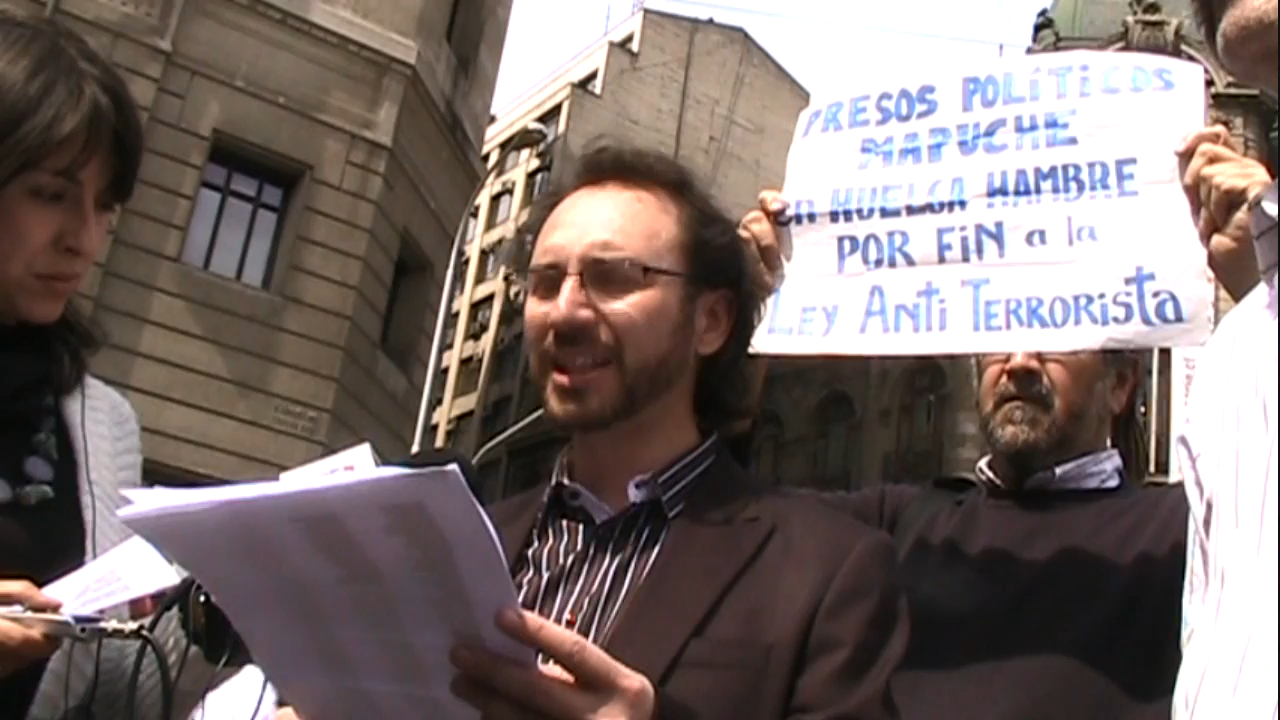 PRESOS POLÍTICOS
MAPUCHE
en HUELGA HAMBRE
POR FiN a la
LEY ANTi TERRORisTa